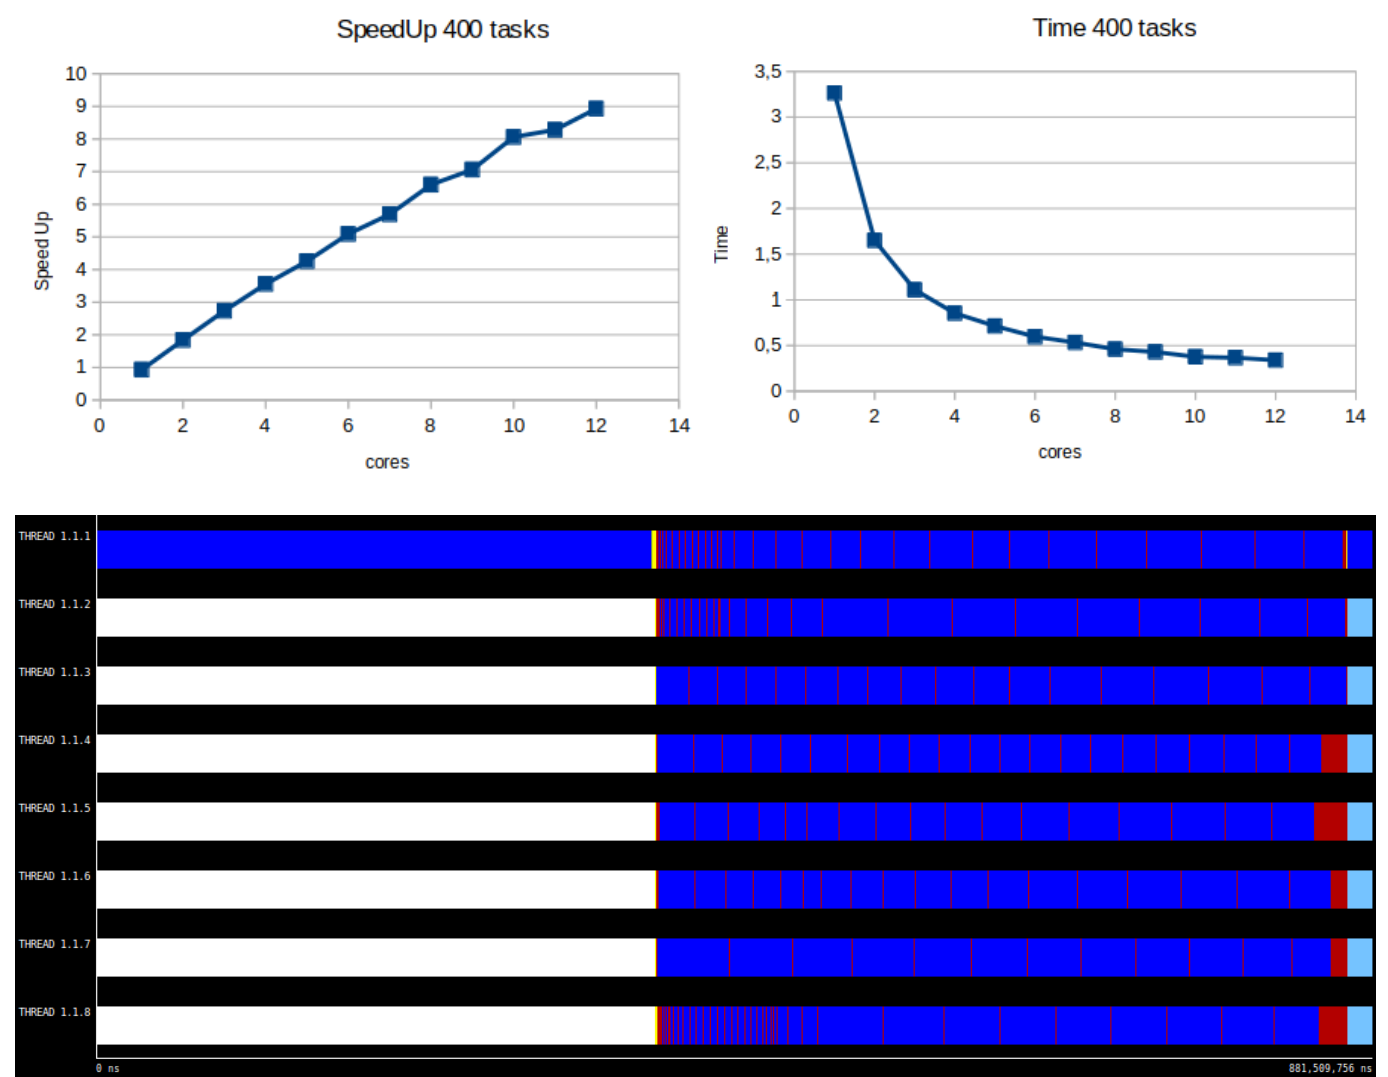 SpeedUp 400 tasks
10
9
8
7
6
5
4
3
2
1
0
Speed Up
0 2 4 6 8 10 12 14
cores
Time 400 tasks
3,5
3
2,5
2
1,5
1
0,5
0
Time
0 2 4 6 8 10 12 14
cores
THREAD 1.1.1
THREAD 1.1.2
THREAD 1.1.3
THREAD 1.1.4
THREAD 1.1.5
THREAD 1.1.6
THREAD 1.1.7
THREAD 1.1.8
0 ns 881,509,756 ns